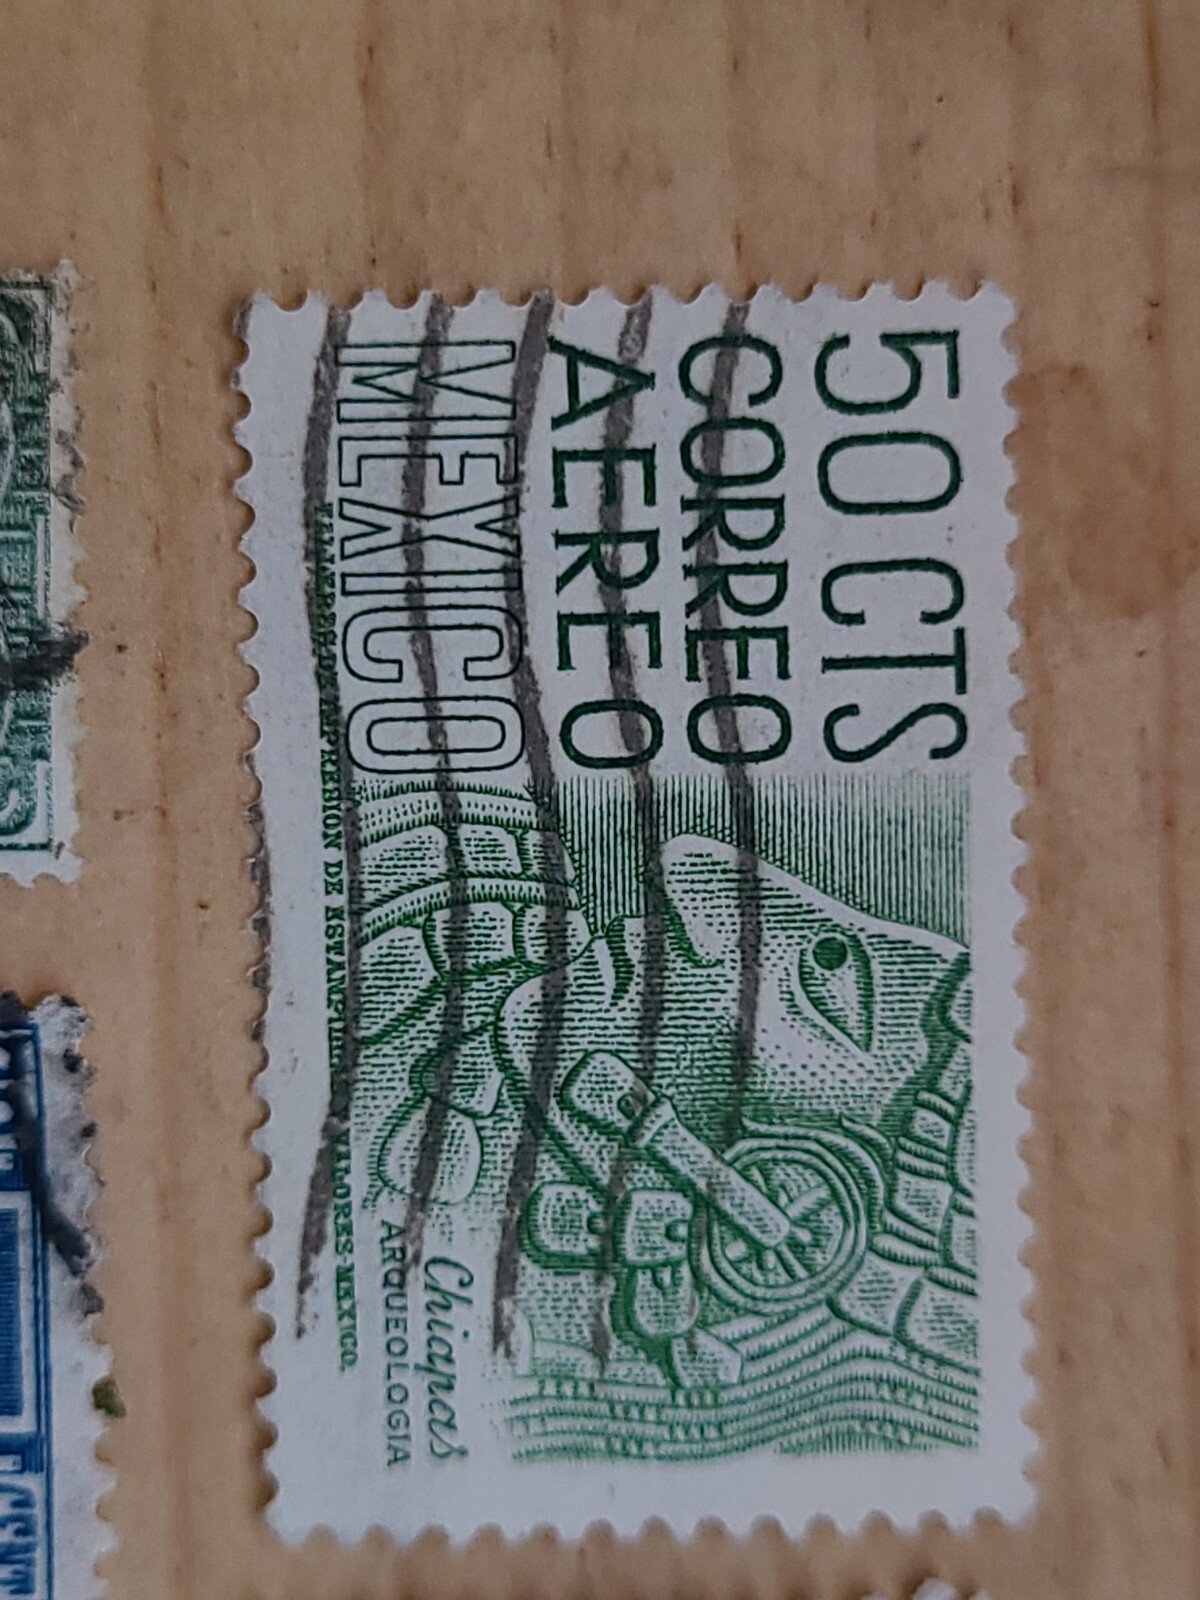 50 CTS
CORREO
AEREO
MEXICO
TALLERES DE IMPRESION DE ESTAMPILLAS Y VALORES. MEXICO.
Chiapas
ARQUEOLOGIA